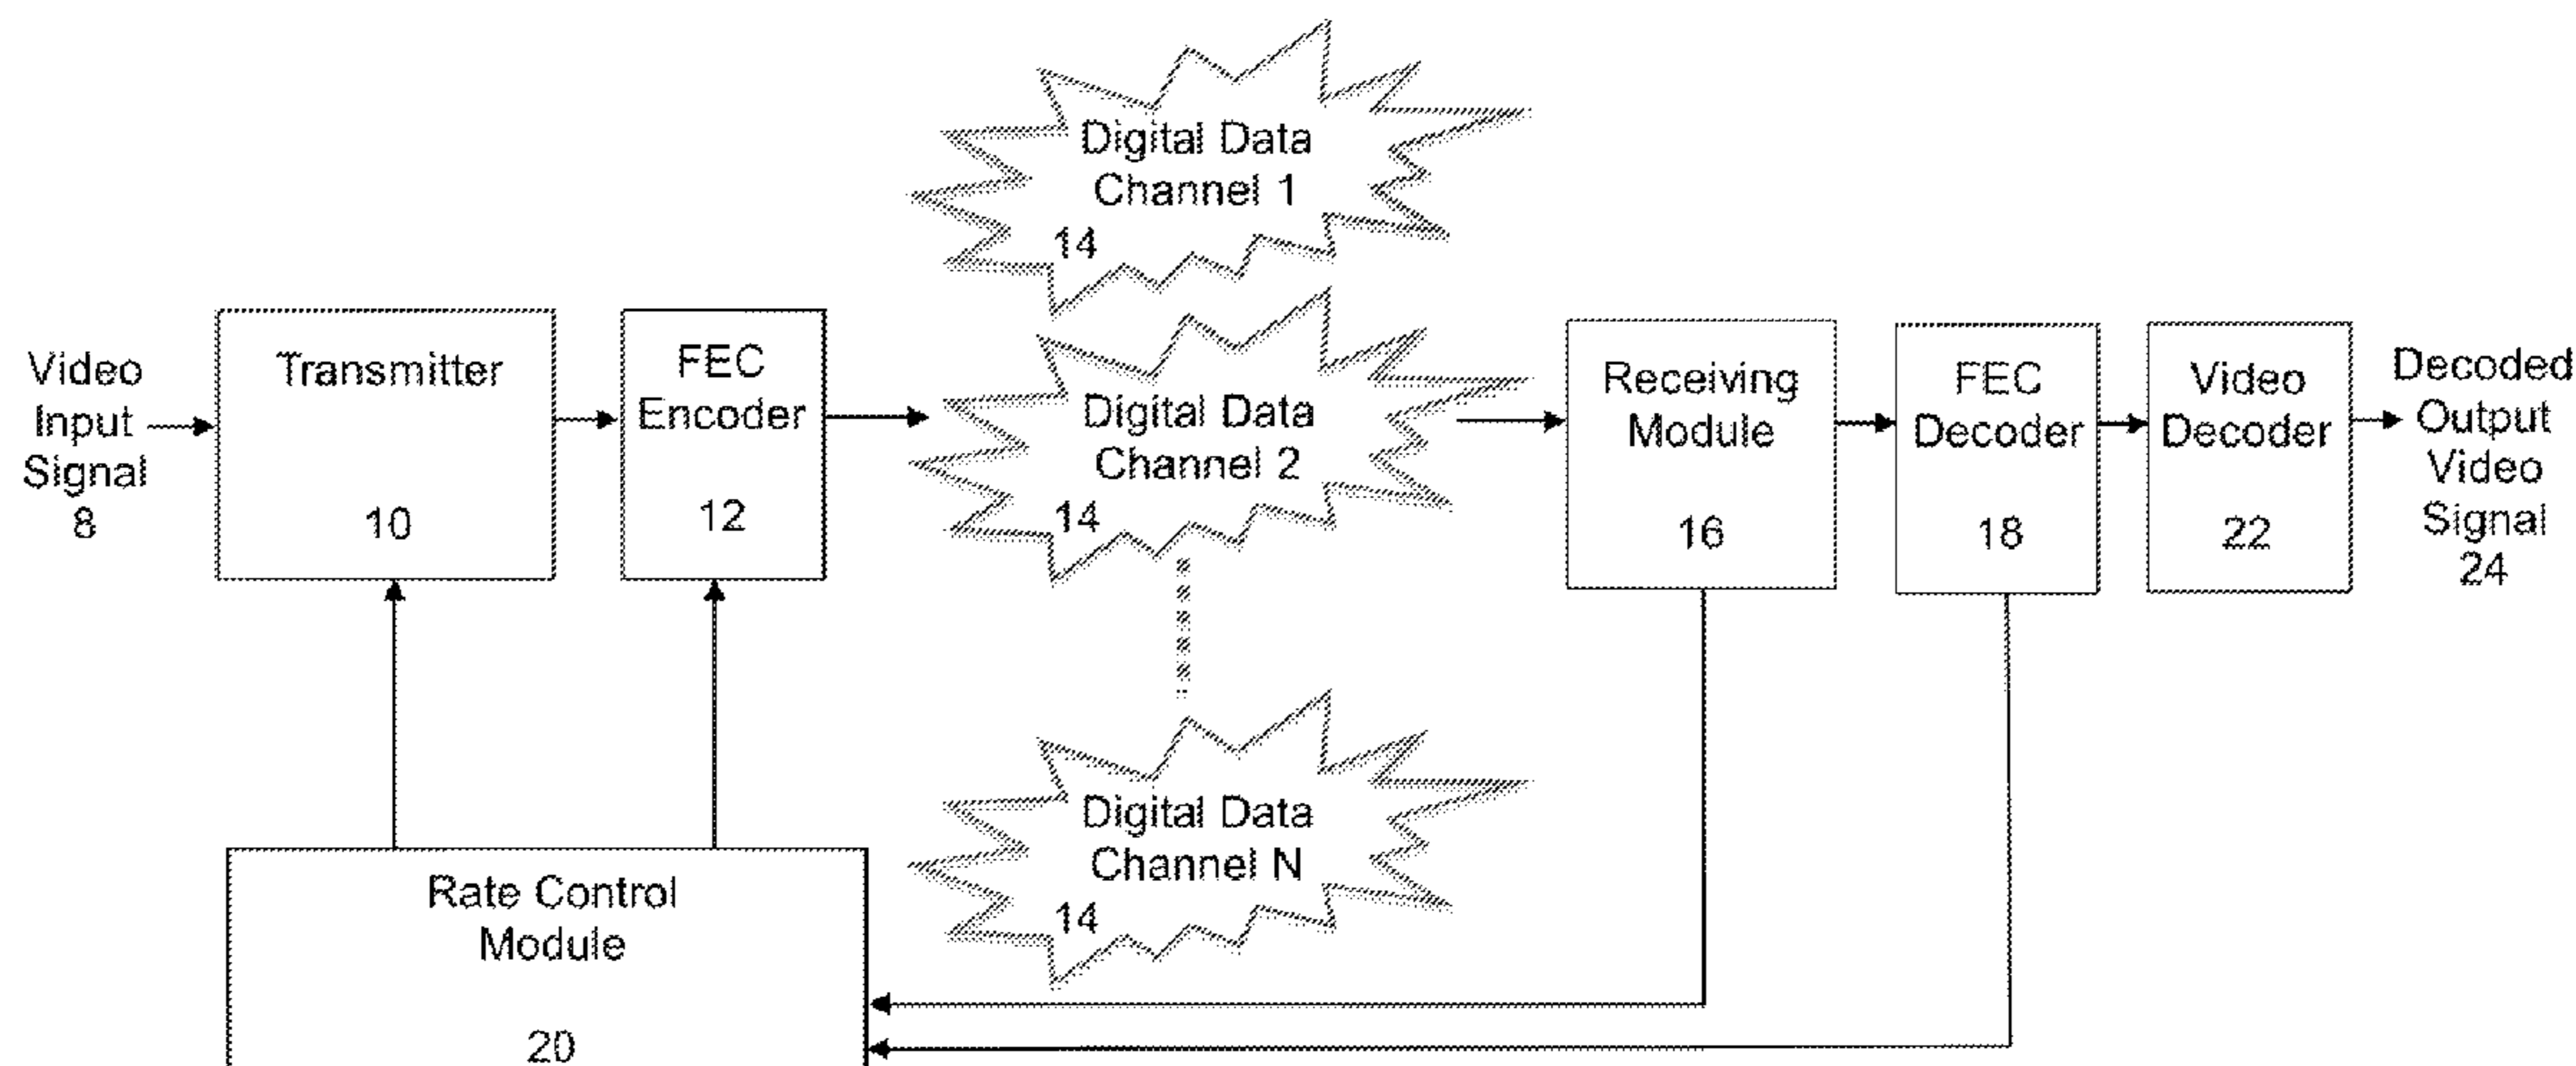 Digital Data
Channel 1
14
Video
Input
Signal
8
Transmitter
10
FEC
Encoder
12
Digital Data
Channel 2
14
Receiving
Module
16
FEC
Decoder
18
Video
Decoder
22
Decoded
Output
Video
Signal
24
Digital Data
Channel N
14
Rate Control
Module
20